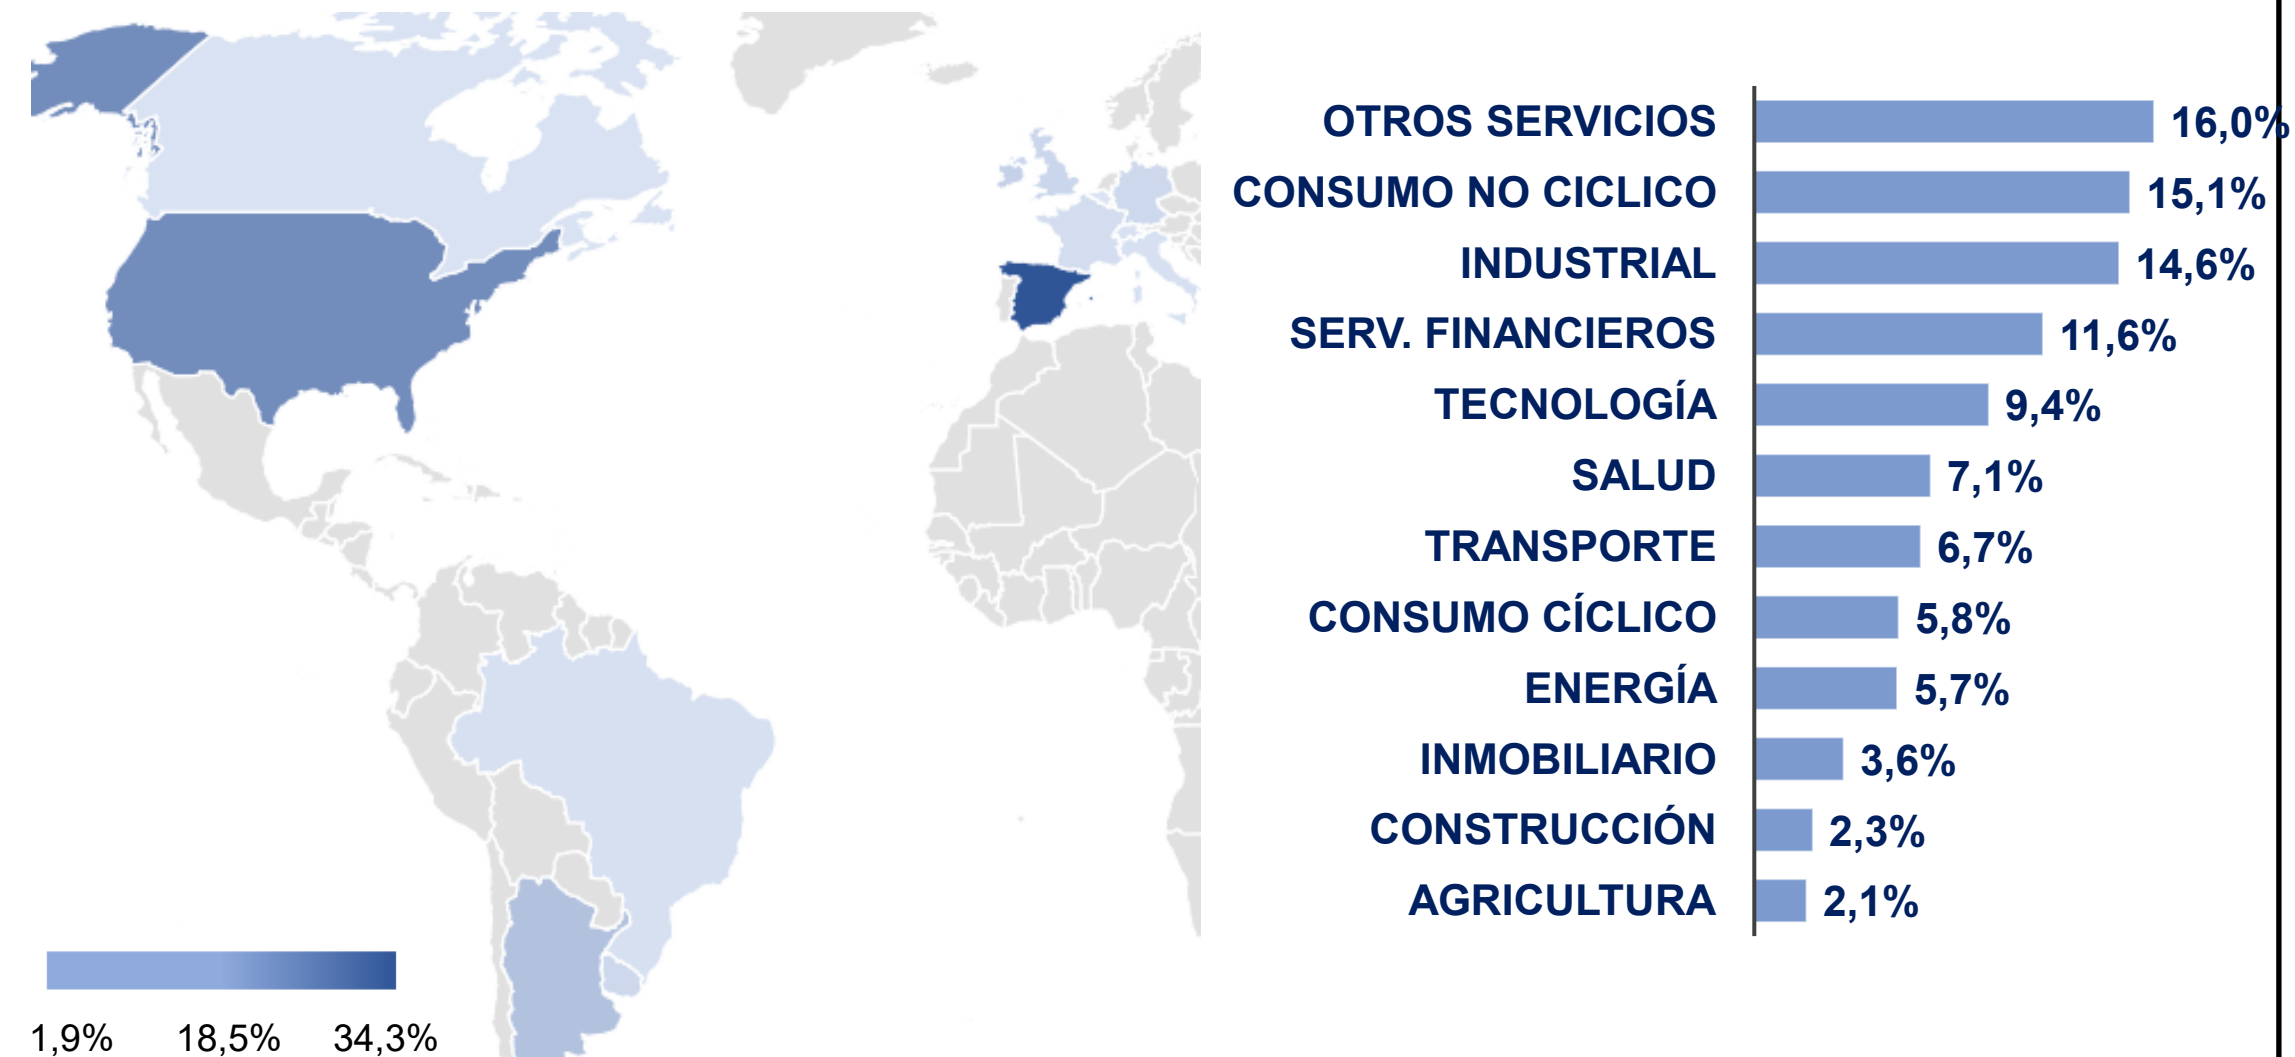 OTROS SERVICIOS 16,0%
CONSUMO NO CICLICO 15,1%
INDUSTRIAL 14,6%
SERV. FINANCIEROS 11,6%
TECNOLOGÍA 9,4%
SALUD 7,1%
TRANSPORTE 6,7%
CONSUMO CÍCLICO 5,8%
ENERGÍA 5,7%
INMOBILIARIO 3,6%
CONSTRUCCIÓN 2,3%
AGRICULTURA 2,1%
1,9% 18,5% 34,3%